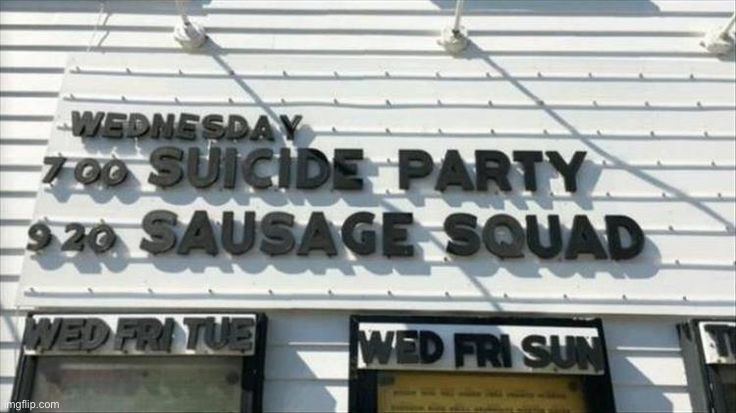 WEDNESDAY
7 00 SUICIDE PARTY
9 20 SAUSAGE SQUAD
WED FRI TUE
WED FRI SUN
T
imgflip.com